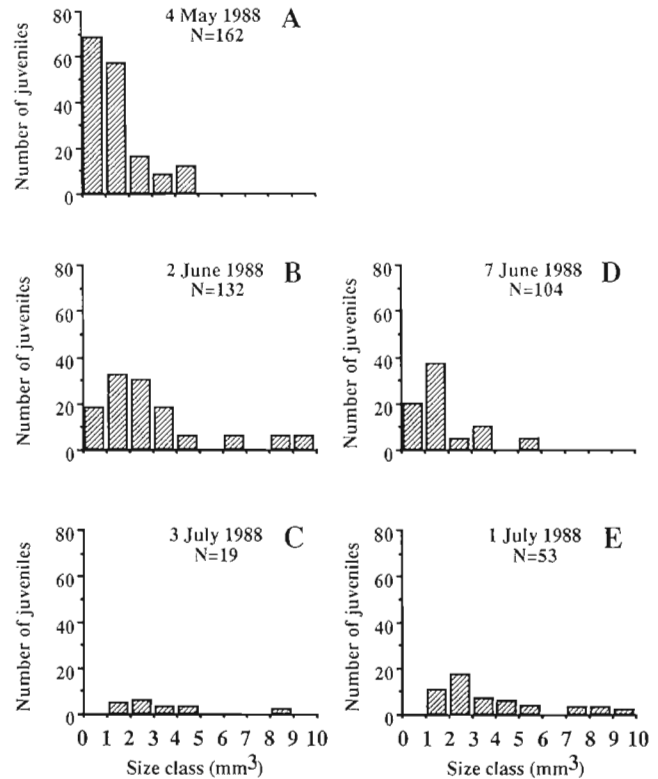 4 May 1988 A
N=162
Number of juveniles
80
60
40
20
0
2 June 1988 B
N=132
Number of juveniles
80
60
40
20
0
7 June 1988 D
N=104
Number of juveniles
80
60
40
20
0
3 July 1988 C
N=19
Number of juveniles
80
60
40
20
0
0 1 2 3 4 5 6 7 8 9 10
Size class (mm3)
1 July 1988 E
N=53
Number of juveniles
80
60
40
20
0
0 1 2 3 4 5 6 7 8 9 10
Size class (mm3)